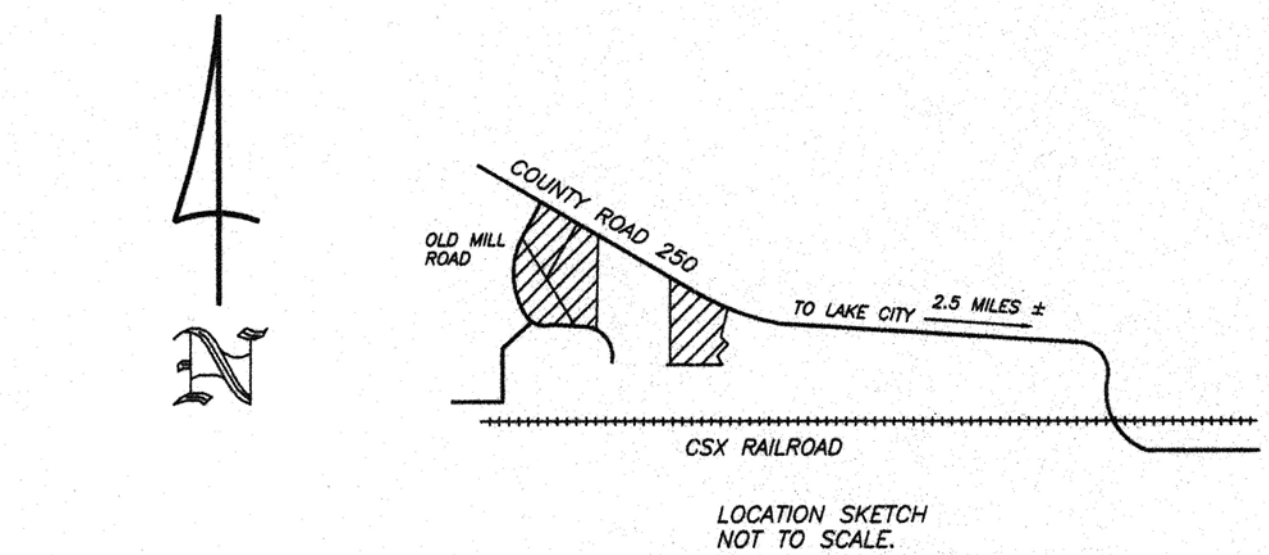 COUNTY ROAD 250
OLD MILL
ROAD
TO LAKE CITY 2.5 MILES ±
CSX RAILROAD
N
LOCATION SKETCH
NOT TO SCALE.